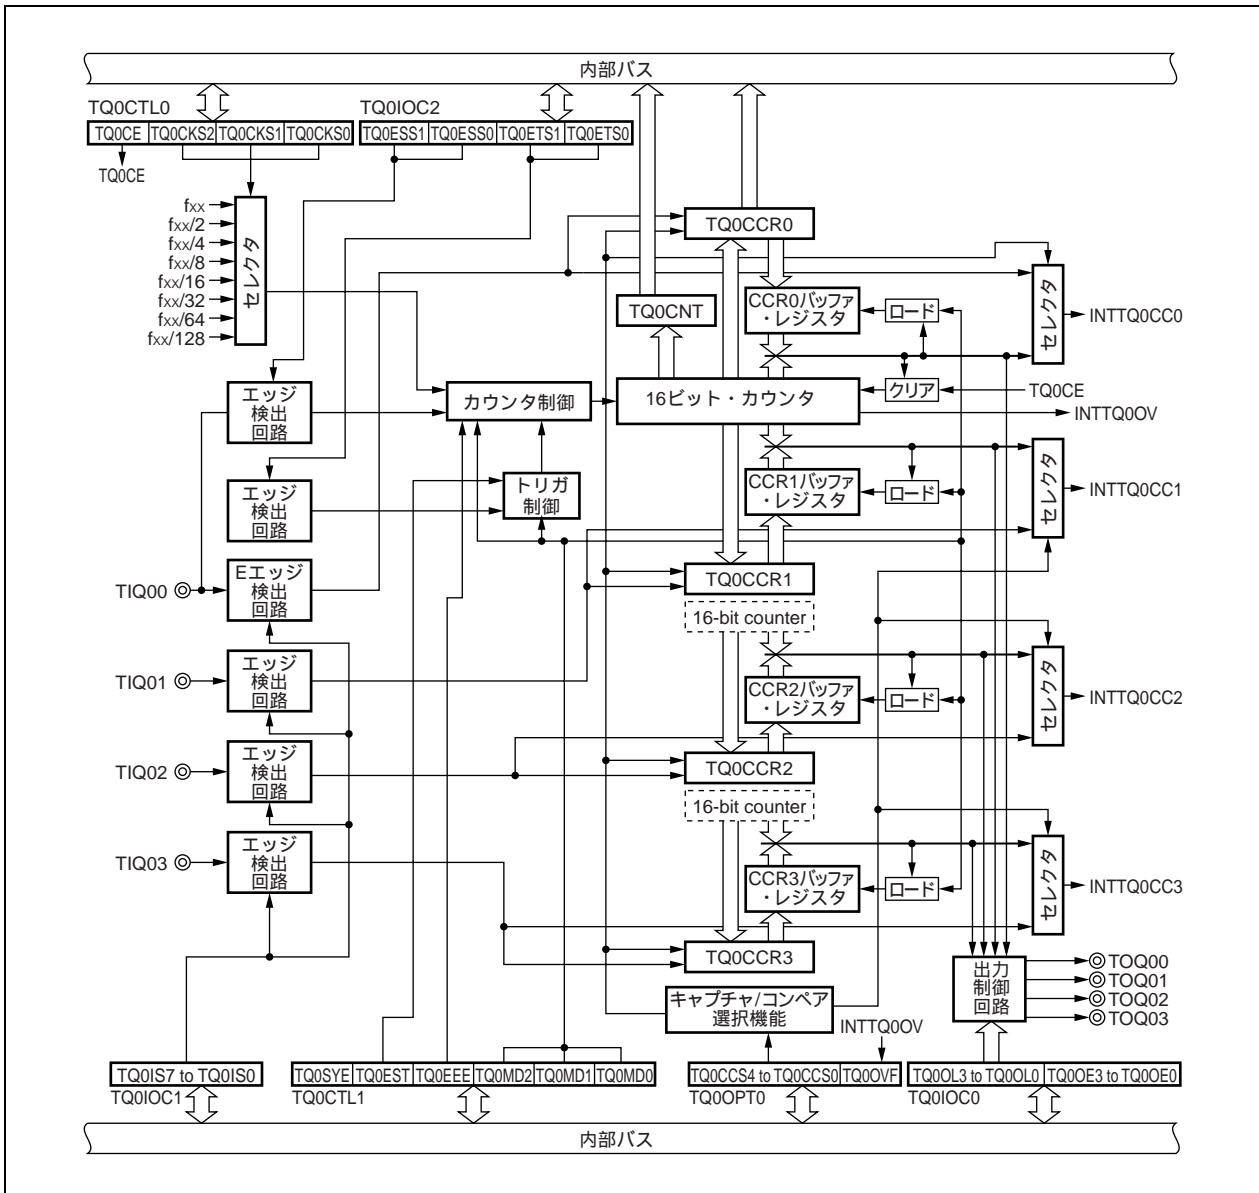 内部バス
TQ0CTL0
TQ0IOC2
TQ0CE TQ0CKS2 TQ0CKS1 TQ0CKS0
TQ0ESS1 TQ0ESS0 TQ0ETS1 TQ0ETS0
TQ0CE
fxx
fxx/2
fxx/4
fxx/8
fxx/16
fxx/32
fxx/64
fxx/128
セレクタ
TQ0CCR0
TQ0CNT
CCR0バッファ
・レジスタ
ロード
セレクタ
INTTQ0CC0
エッジ
検出
回路
カウンタ制御
16ビット・カウンタ
クリア
TQ0CE
INTTQ0OV
エッジ
検出
回路
トリガ
制御
CCR1バッファ
・レジスタ
ロード
セレクタ
INTTQ0CC1
TIQ00
Eエッジ
検出
回路
TQ0CCR1
16-bit counter
TIQ01
エッジ
検出
回路
CCR2バッファ
・レジスタ
ロード
セレクタ
INTTQ0CC2
TIQ02
エッジ
検出
回路
TQ0CCR2
16-bit counter
TIQ03
エッジ
検出
回路
CCR3バッファ
・レジスタ
ロード
セレクタ
INTTQ0CC3
TQ0CCR3
キャプチャ/コンペア
選択機能
INTTQ0OV
出力
制御
回路
TOQ00
TOQ01
TOQ02
TOQ03
TQ0IS7 to TQ0IS0
TQ0SYE TQ0EST TQ0EEE TQ0MD2 TQ0MD1 TQ0MD0
TQ0CCS4 to TQ0CCS0 TQ0OVF
TQ0OL3 to TQ0OL0 TQ0OE3 to TQ0OE0
TQ0IOC1
TQ0CTL1
TQ0OPT0
TQ0IOC0
内部バス